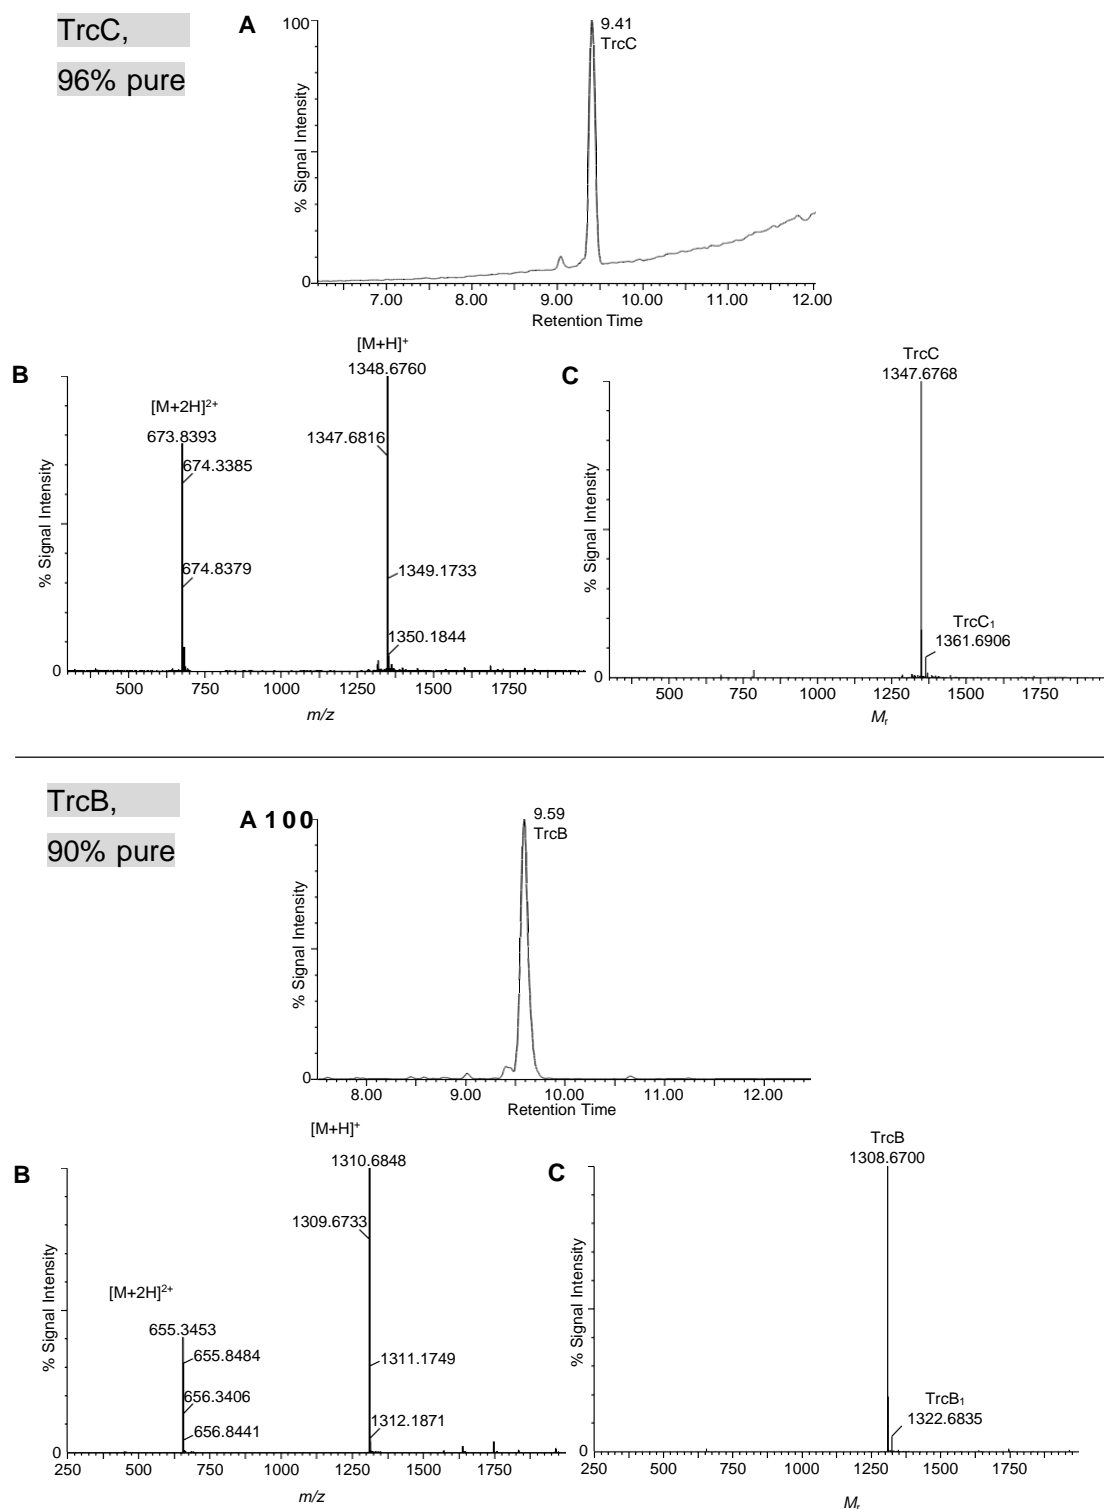 TrcC,
96% pure
A
100
9.41
TrcC
% Signal Intensity
0
7.00 8.00 9.00 10.00 11.00 12.00
Retention Time
B
[M+H]+
1348.6760
[M+2H]2+
673.8393
1347.6816
674.3385
1349.1733
674.8379
1350.1844
% Signal Intensity
0
500 750 1000 1250 1500 1750
m/z
C
TrcC
1347.6768
TrcC1
1361.6906
% Signal Intensity
0
500 750 1000 1250 1500 1750
Mr
TrcB,
90% pure
A 100
9.59
TrcB
% Signal Intensity
0
8.00 9.00 10.00 11.00 12.00
Retention Time
B
[M+H]+
1310.6848
1309.6733
[M+2H]2+
655.3453
655.8484
1311.1749
656.3406
1312.1871
656.8441
% Signal Intensity
0
250 500 750 1000 1250 1500 1750
m/z
C
TrcB
1308.6700
TrcB1
1322.6835
% Signal Intensity
0
250 500 750 1000 1250 1500 1750
Mr